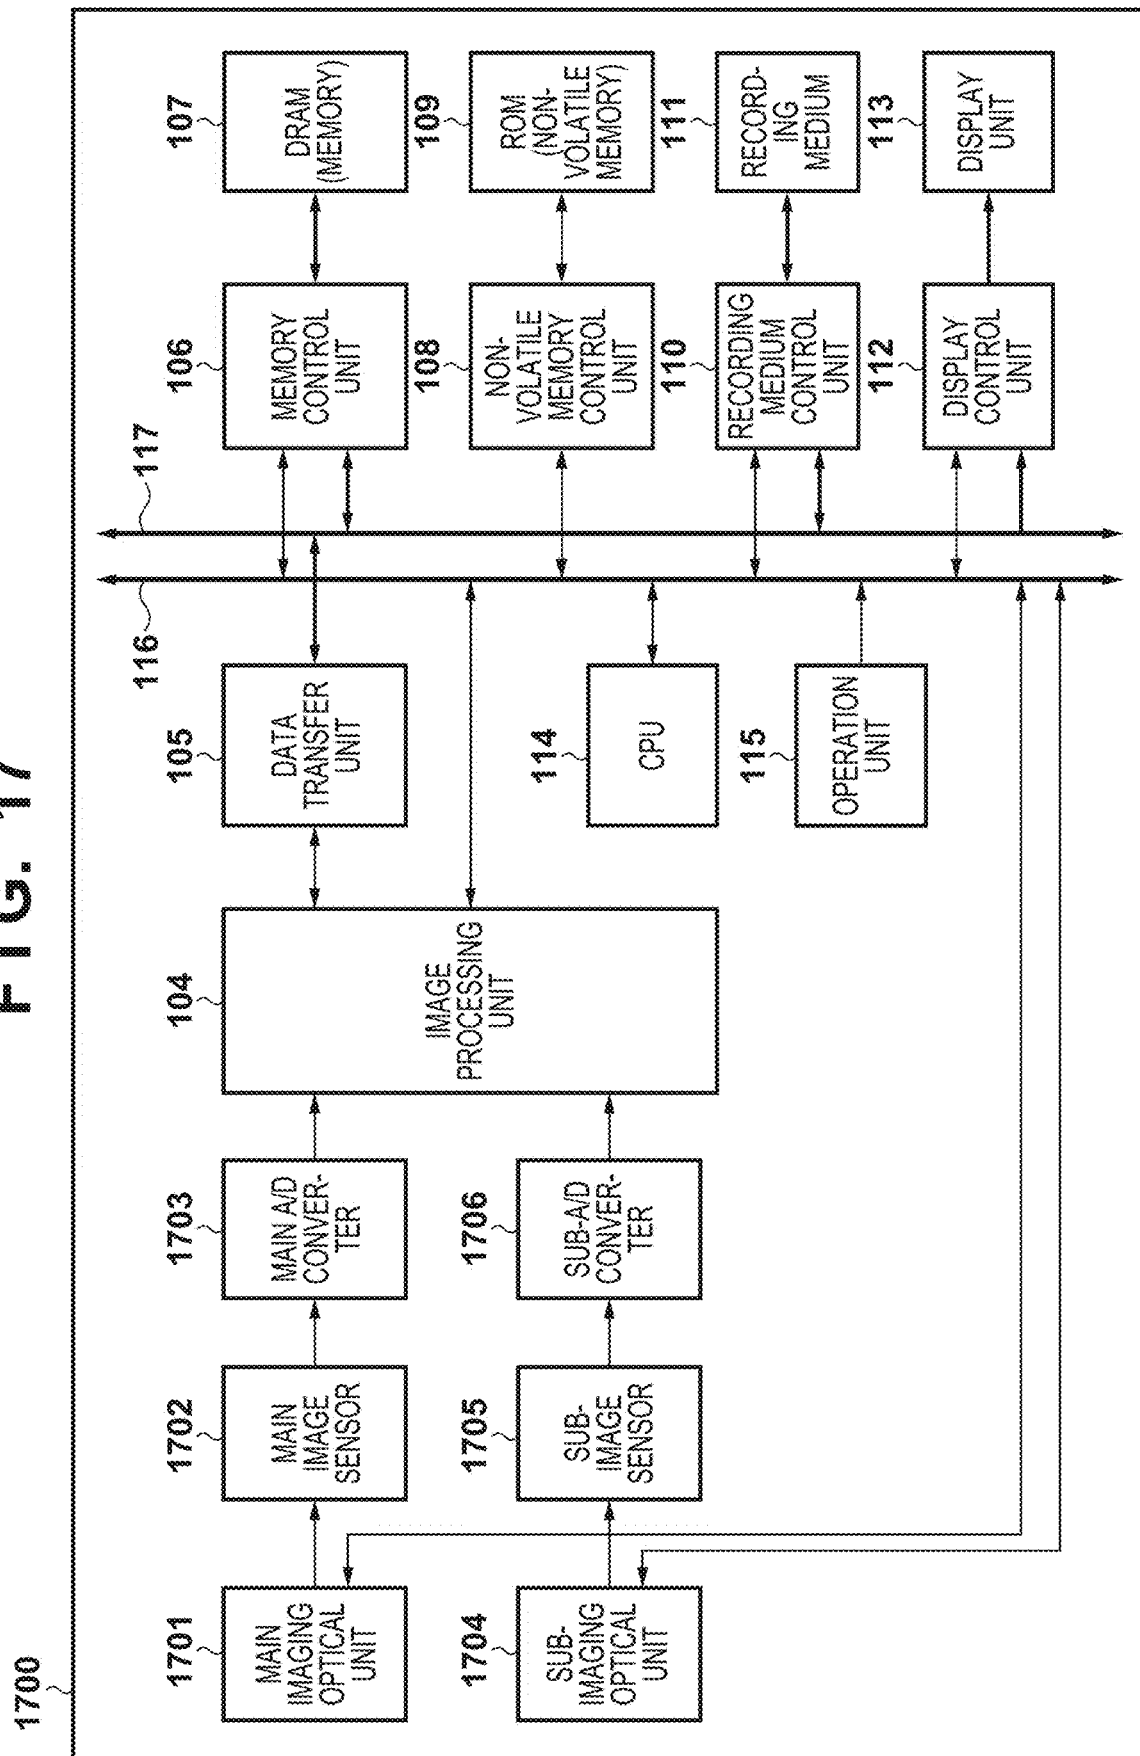 FIG. 17
1700
1701
MAIN
IMAGING
OPTICAL
UNIT
1702
MAIN
IMAGE
SENSOR
1703
MAIN A/D
CONVER-
TER
104
IMAGE
PROCESSING
UNIT
105
DATA
TRANSFER
UNIT
116
117
106
MEMORY
CONTROL
UNIT
107
DRAM
(MEMORY)
1704
SUB-
IMAGING
OPTICAL
UNIT
1705
SUB-
IMAGE
SENSOR
1706
SUB-A/D
CONVER-
TER
114
CPU
108
NON-
VOLATILE
MEMORY
CONTROL
UNIT
109
ROM
(NON-
VOLATILE
MEMORY)
115
OPERATION
UNIT
110
RECORDING
MEDIUM
CONTROL
UNIT
111
RECORD-
ING
MEDIUM
112
DISPLAY
CONTROL
UNIT
113
DISPLAY
UNIT